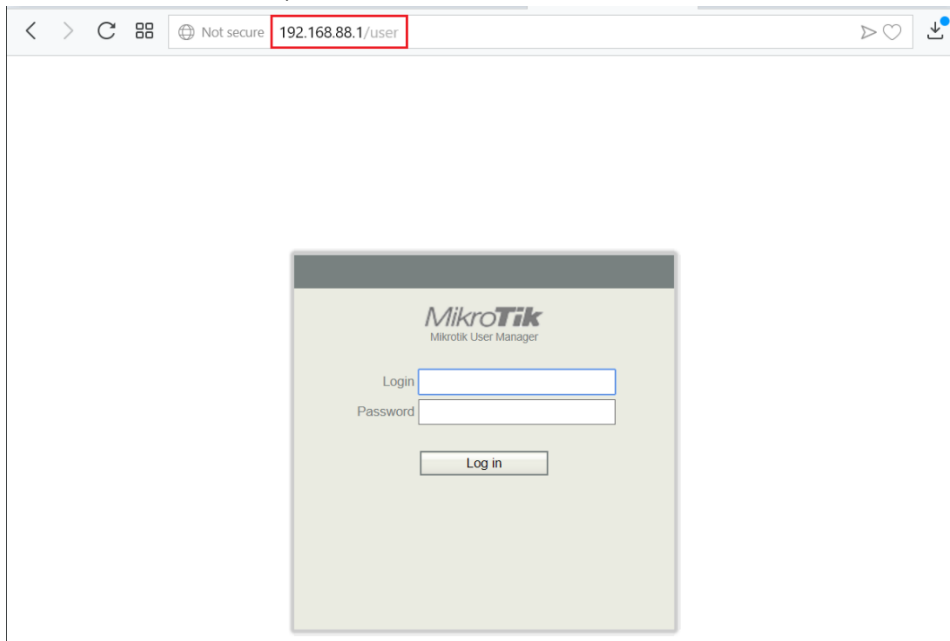 Not secure 192.168.88.1/user
MikroTik
Mikrotik User Manager
Login
Password
Log in